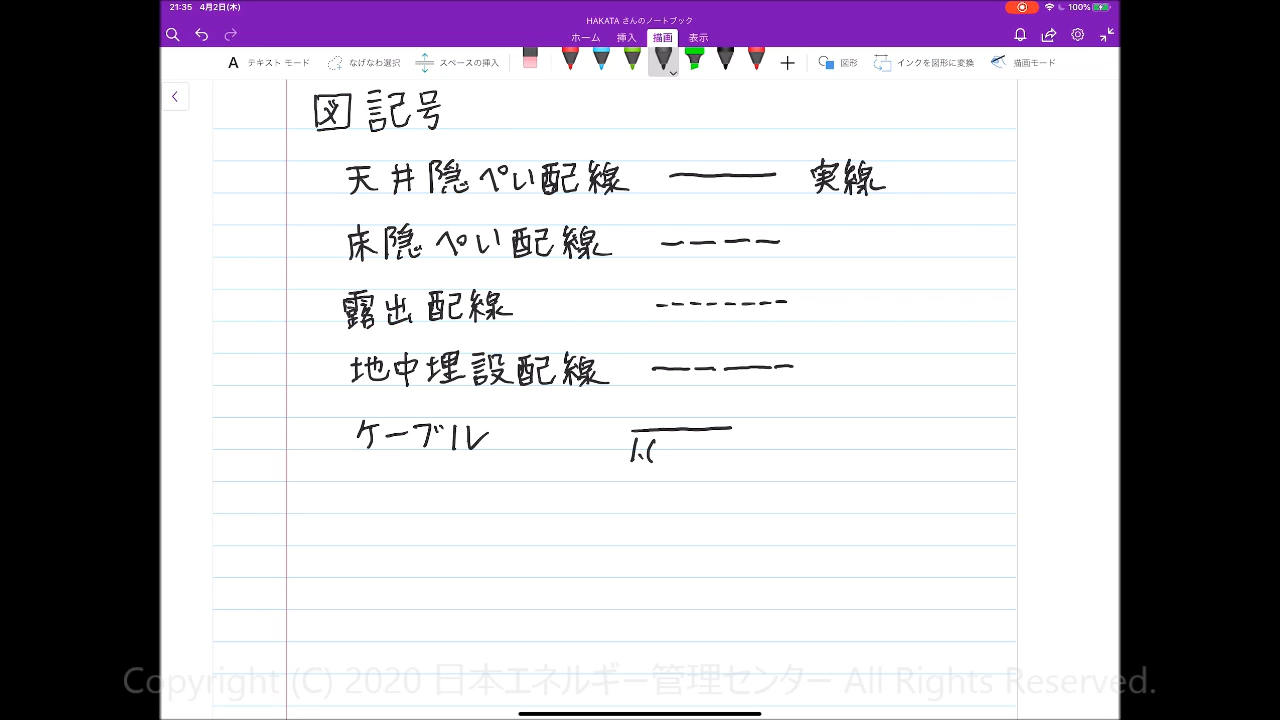 21:35 4月2日(木) 100%
HAKATA さんのノートブック
ホーム 挿入 描画 表示
A テキスト モード なげなわ選択 スペースの挿入 図形 インクを図形に変換 描画モード
図記号
天井隠ぺい配線 実線
床隠ぺい配線
露出配線
地中埋設配線
ケーブル
Copyright (C) 2020 日本エネルギー管理センター All Rights Reserved.